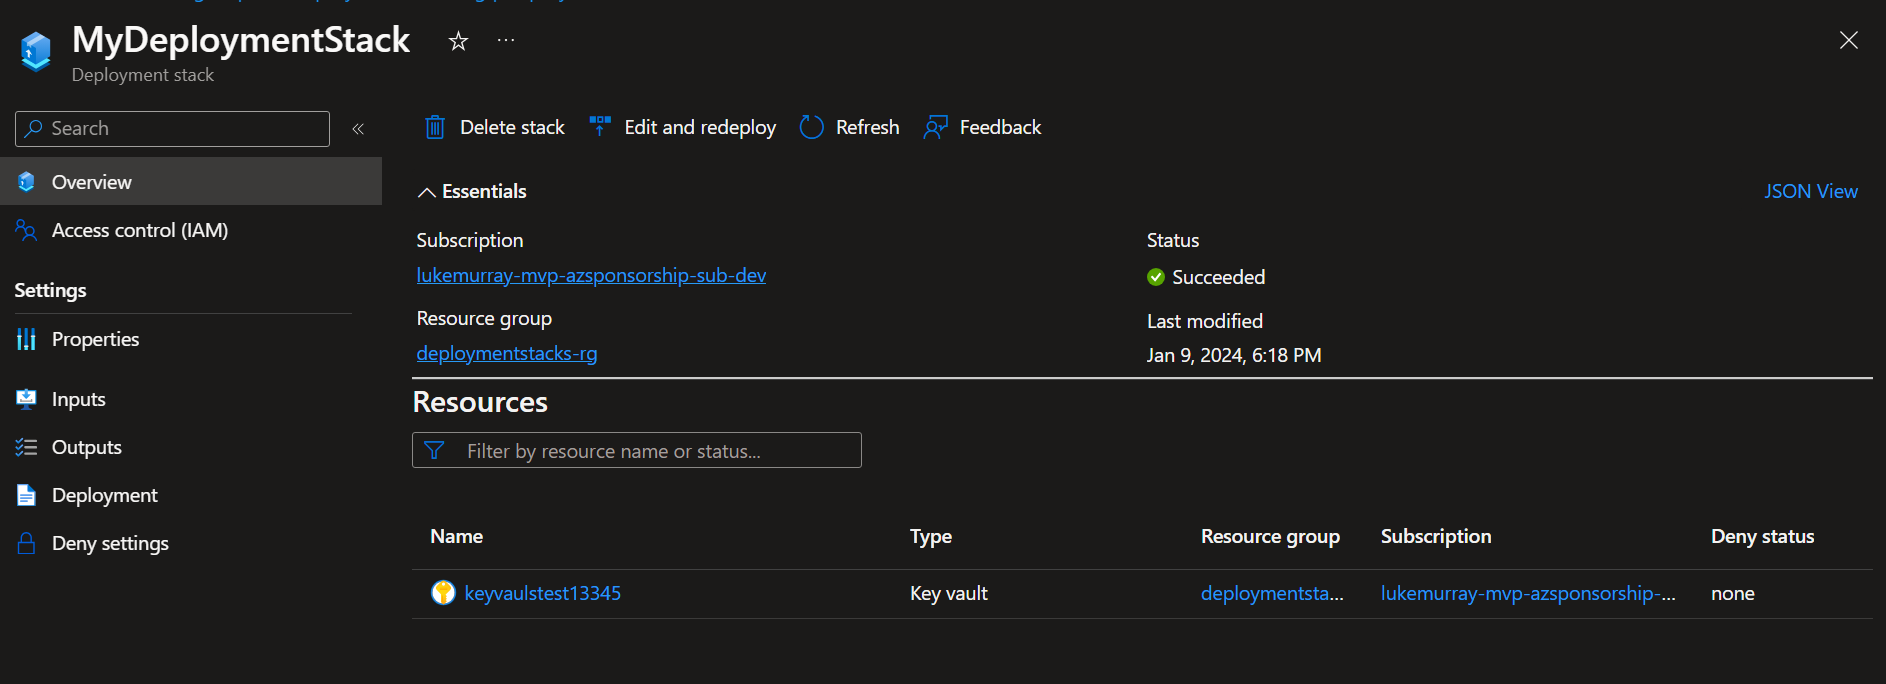 MyDeploymentStack
Deployment stack
Search
Overview
Access control (IAM)
Settings
Properties
Inputs
Outputs
Deployment
Deny settings
Delete stack Edit and redeploy Refresh Feedback
Essentials JSON View
Subscription
lukemurray-mvp-azsponsorship-sub-dev
Resource group
deploymentstacks-rg
Status
Succeeded
Last modified
Jan 9, 2024, 6:18 PM
Resources
Filter by resource name or status...
Name Type Resource group Subscription Deny status
keyvaulstest13345 Key vault deploymentsta... lukemurray-mvp-azsponsorship-... none